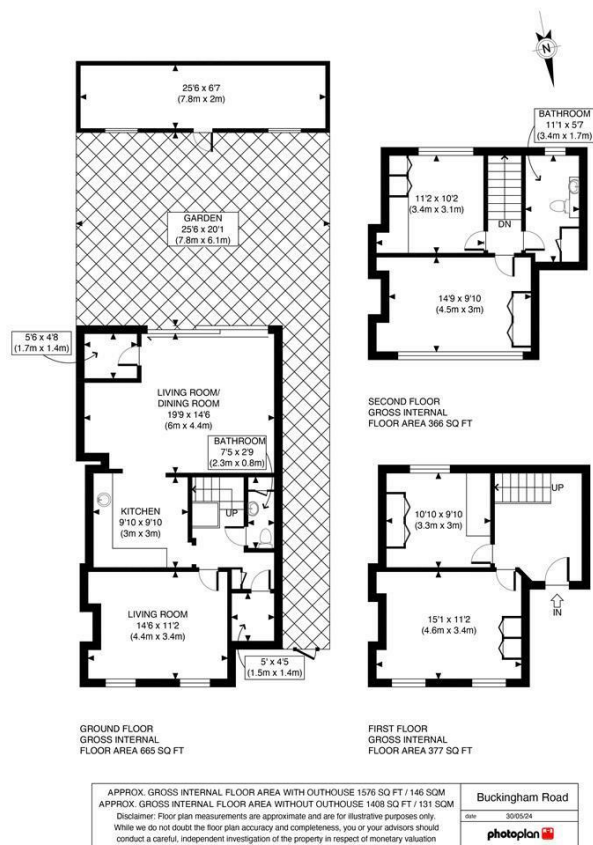 N
25'6 x 6'7
(7.8m x 2m)
GARDEN
25'6 x 20'1
(7.8m x 6.1m)
5'6 x 4'8
(1.7m x 1.4m)
LIVING ROOM/
DINING ROOM
19'9 x 14'6
(6m x 4.4m)
BATHROOM
7'5 x 2'9
(2.3m x 0.8m)
KITCHEN
9'10 x 9'10
(3m x 3m)
UP
LIVING ROOM
14'6 x 11'2
(4.4m x 3.4m)
5' x 4'5
(1.5m x 1.4m)
GROUND FLOOR
GROSS INTERNAL
FLOOR AREA 665 SQ FT
BATHROOM
11'1 x 5'7
(3.4m x 1.7m)
11'2 x 10'2
(3.4m x 3.1m)
DN
14'9 x 9'10
(4.5m x 3m)
SECOND FLOOR
GROSS INTERNAL
FLOOR AREA 366 SQ FT
10'10 x 9'10
(3.3m x 3m)
UP
IN
15'1 x 11'2
(4.6m x 3.4m)
FIRST FLOOR
GROSS INTERNAL
FLOOR AREA 377 SQ FT
APPROX. GROSS INTERNAL FLOOR AREA WITH OUTHOUSE 1576 SQ FT / 146 SQM
APPROX. GROSS INTERNAL FLOOR AREA WITHOUT OUTHOUSE 1408 SQ FT / 131 SQM
Disclaimer: Floor plan measurements are approximate and are for illustrative purposes only.
While we do not doubt the floor plan accuracy and completeness, you or your advisors should
conduct a careful, independent investigation of the property in respect of monetary valuation
Buckingham Road
date 30/05/24
photoplan